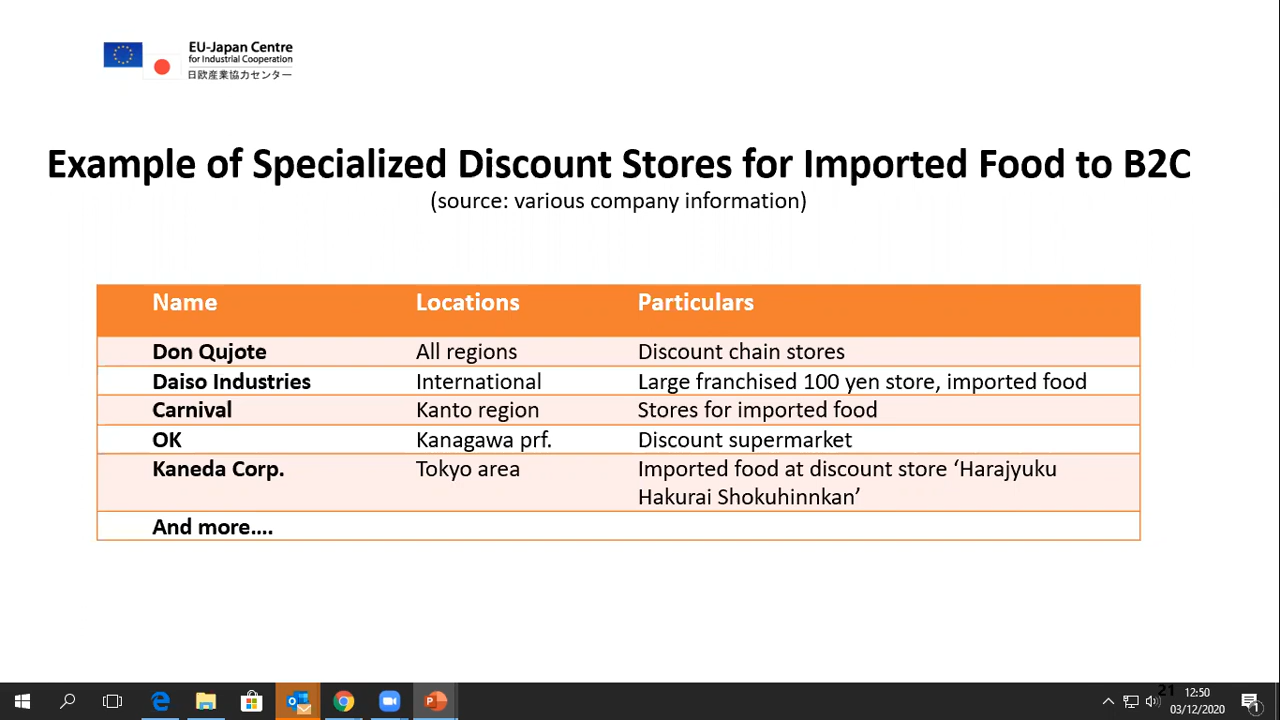 EU-Japan Centre
for Industrial Cooperation
日欧産業協力センター
Example of Specialized Discount Stores for Imported Food to B2C
(source: various company information)
Name Locations Particulars
Don Qujote All regions Discount chain stores
Daiso Industries International Large franchised 100 yen store, imported food
Carnival Kanto region Stores for imported food
OK Kanagawa prf. Discount supermarket
Kaneda Corp. Tokyo area Imported food at discount store ‘Harajyuku
Hakurai Shokuhinnkan’
And more....
21
12:50
03/12/2020
1